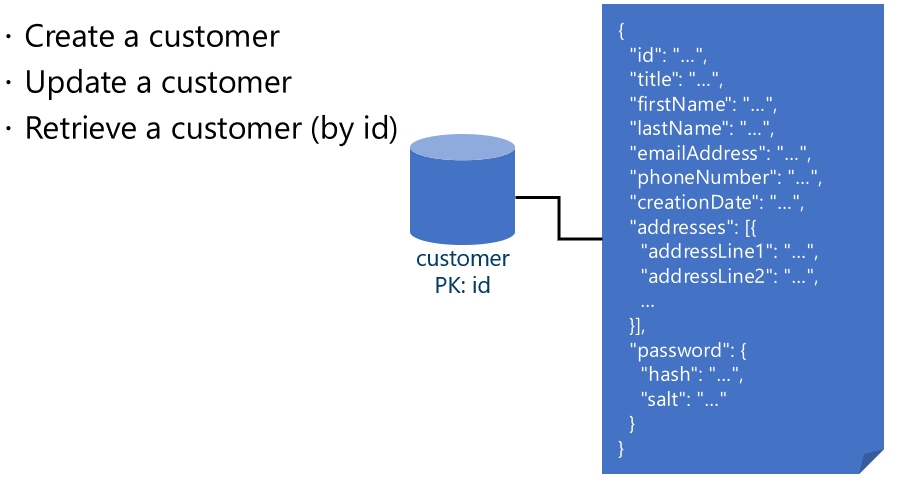 · Create a customer
· Update a customer
· Retrieve a customer (by id)
customer
PK: id
{
"id": "...",
"title": "...",
"firstName": "...",
"lastName": "...",
"emailAddress": "...",
"phoneNumber": "...",
"creationDate": "...",
"addresses": [{
"addressLine1": "...",
"addressLine2": "...",
...
}],
"password": {
"hash": "...",
"salt": "..."
}
}